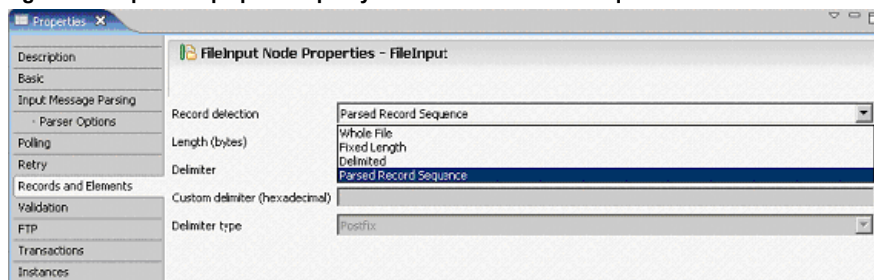 Properties
FileInput Node Properties - FileInput
Description
Basic
Input Message Parsing
- Parser Options
Polling
Retry
Records and Elements
Validation
FTP
Transactions
Instances
Record detection
Parsed Record Sequence
Whole File
Fixed Length
Delimited
Parsed Record Sequence
Length (bytes)
Delimiter
Custom delimiter (hexadecimal)
Delimiter type
Postfix